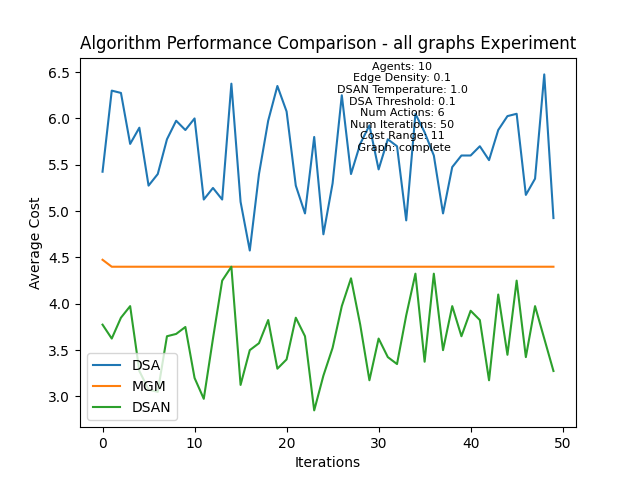 Algorithm Performance Comparison - all graphs Experiment
Agents: 10
Edge Density: 0.1
DSAN Temperature: 1.0
DSA Threshold: 0.1
Num Actions: 6
Num Iterations: 50
Cost Range: 11
Graph: complete
6.5
6.0
5.5
5.0
4.5
4.0
3.5
3.0
Average Cost
DSA
MGM
DSAN
0
10
20
30
40
50
Iterations